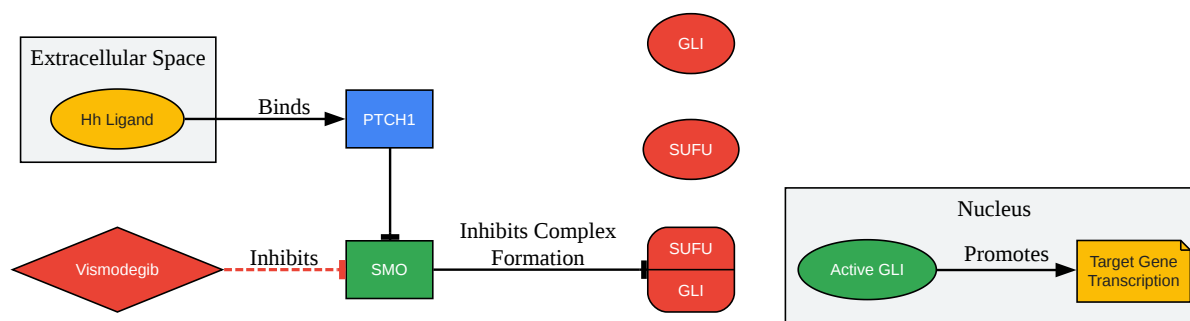 GLI
Extracellular Space
Hh Ligand
Binds
PTCH1
SUFU
Nucleus
Vismodegib
Inhibits
SMO
Inhibits Complex
Formation
SUFU
GLI
Active GLI
Promotes
Target Gene
Transcription